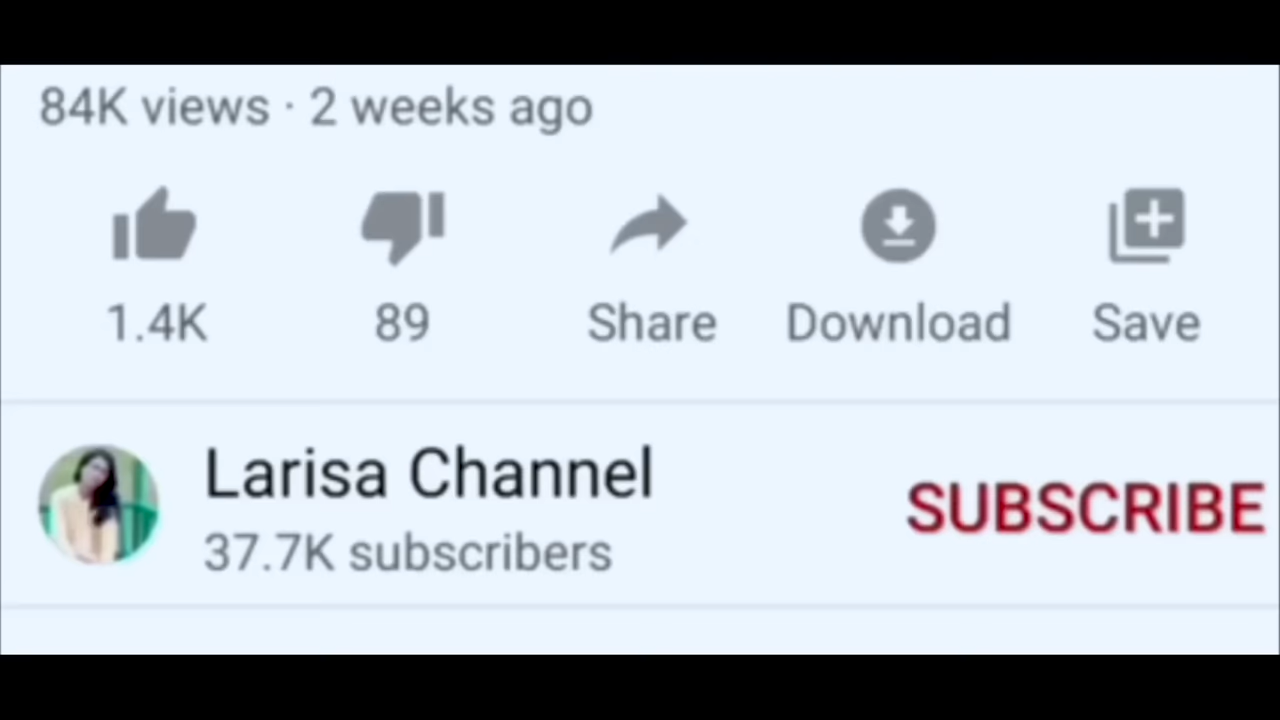 84K views · 2 weeks ago
1.4K 89 Share Download Save
Larisa Channel
SUBSCRIBE
37.7K subscribers